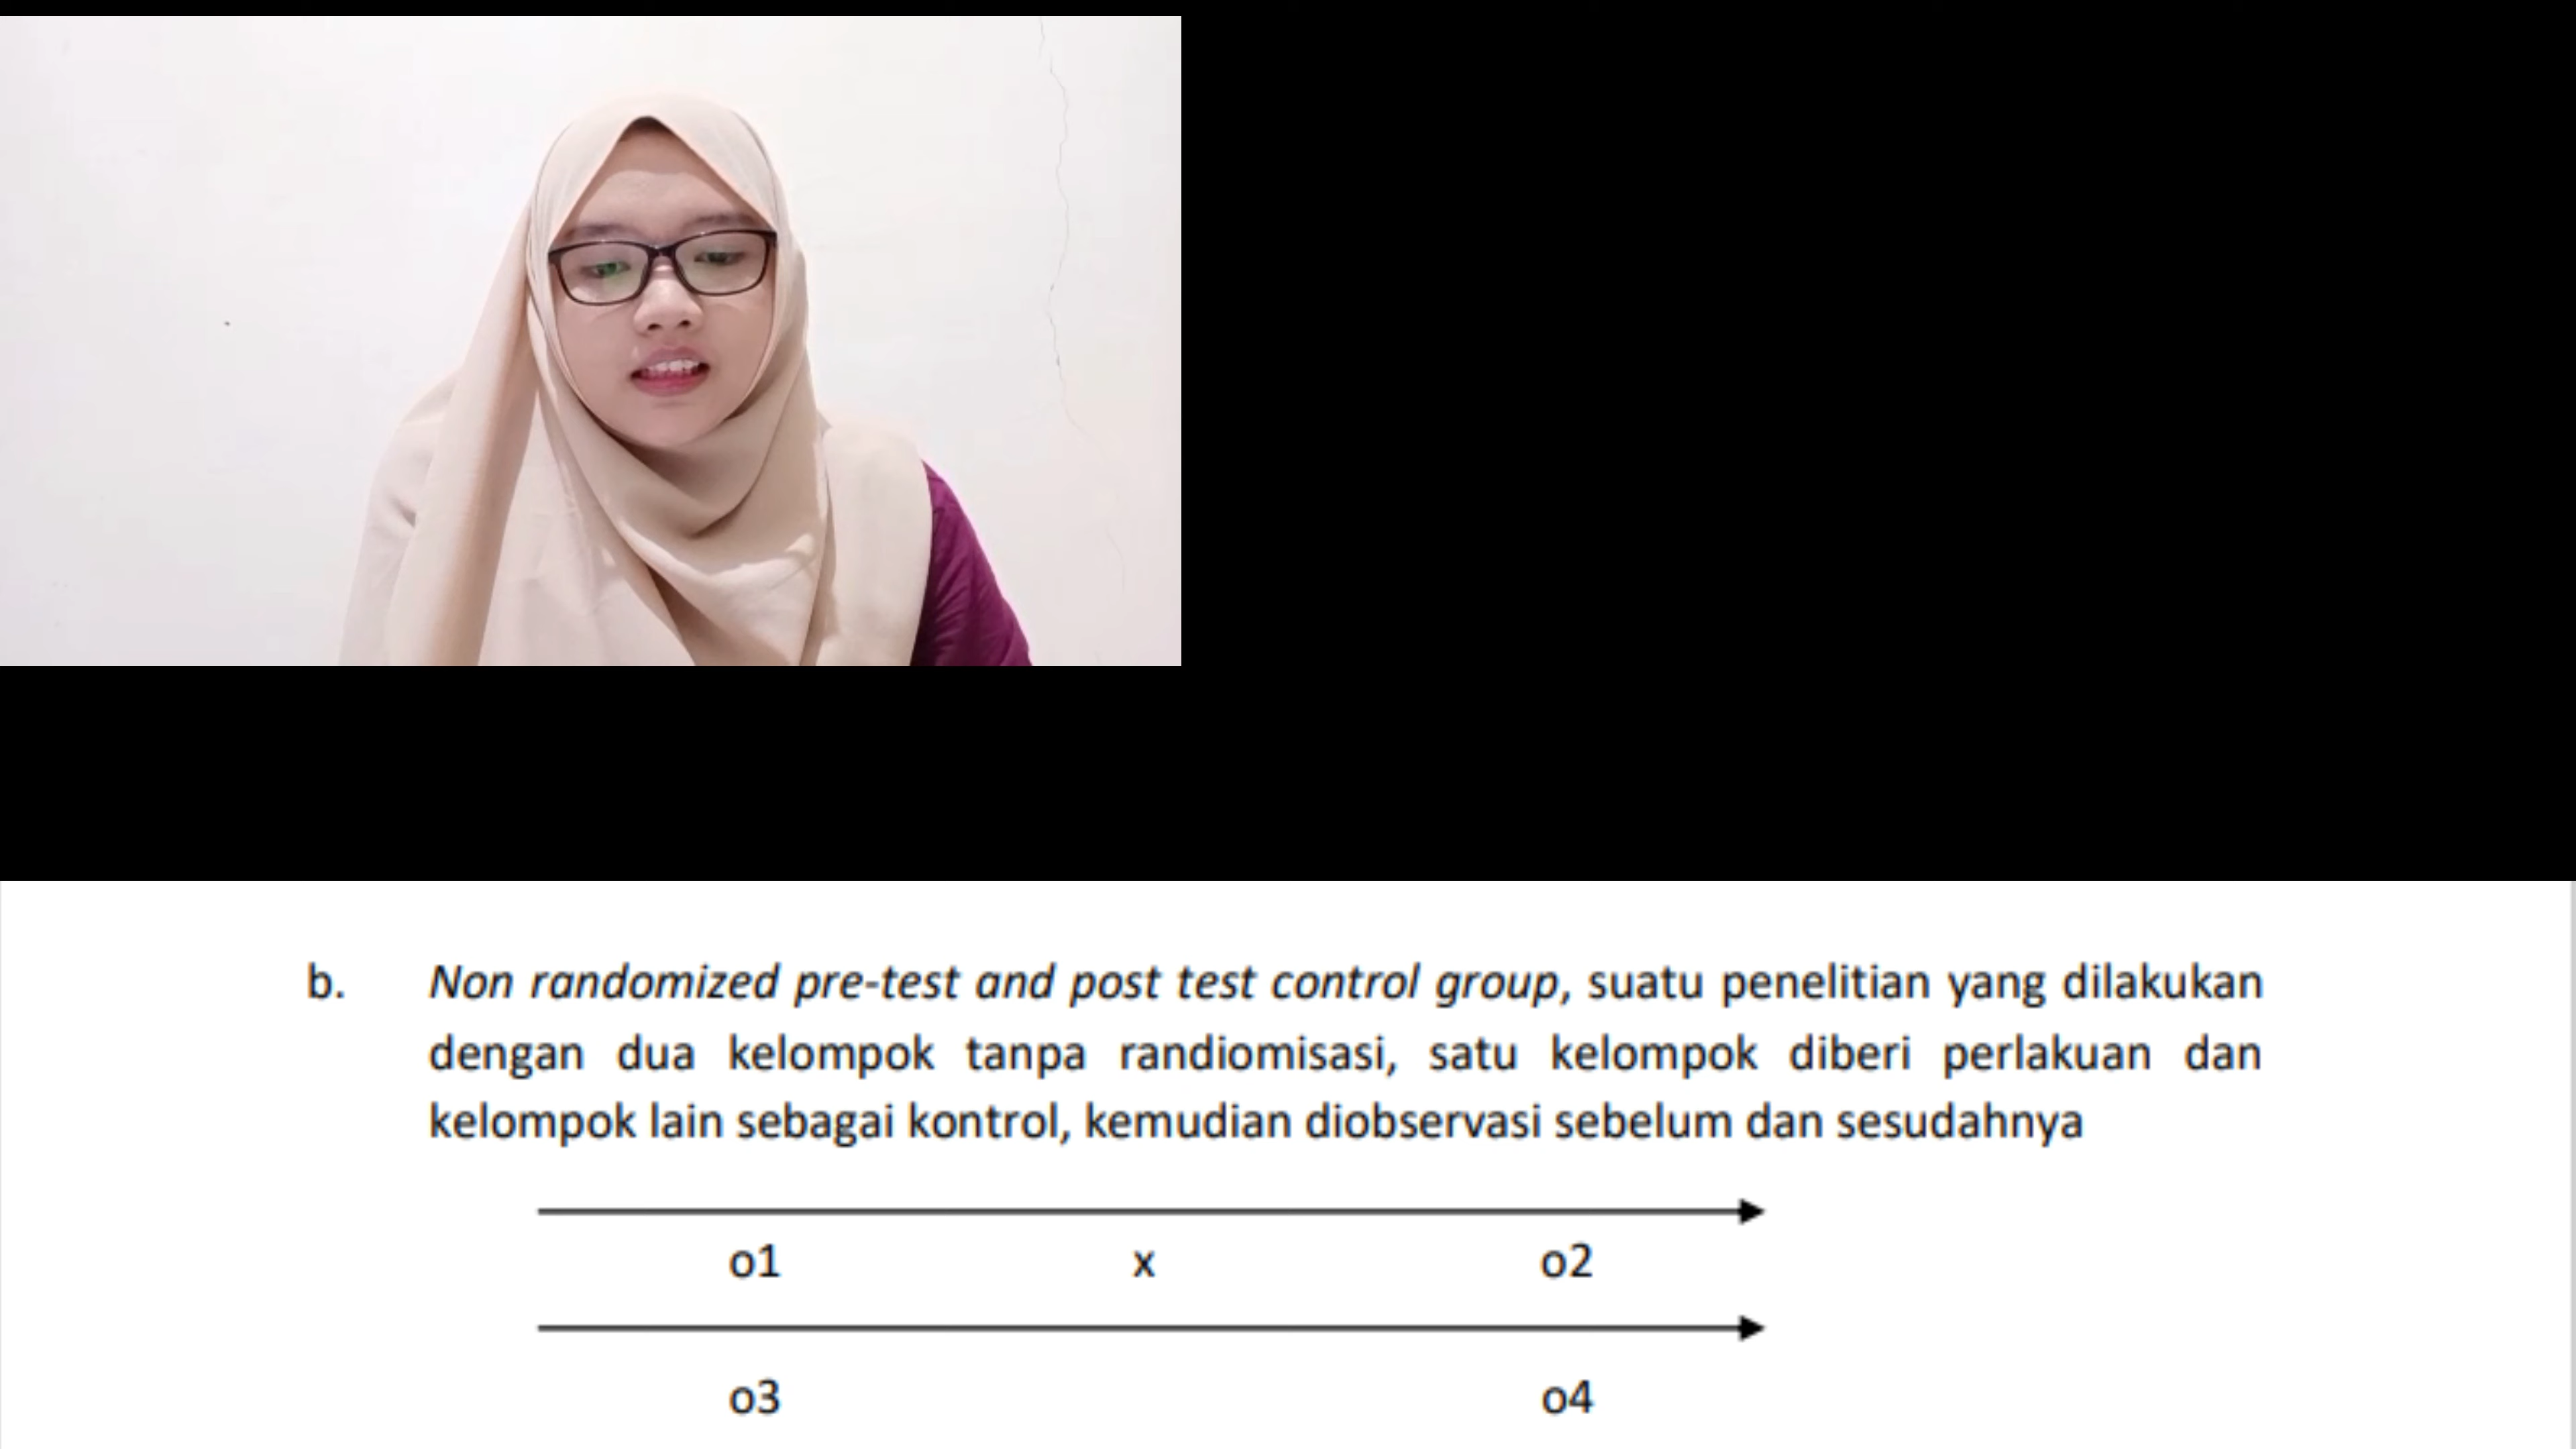 b. Non randomized pre-test and post test control group, suatu penelitian yang dilakukan
dengan dua kelompok tanpa randiomisasi, satu kelompok diberi perlakuan dan
kelompok lain sebagai kontrol, kemudian diobservasi sebelum dan sesudahnya
o1 x o2
o3 o4